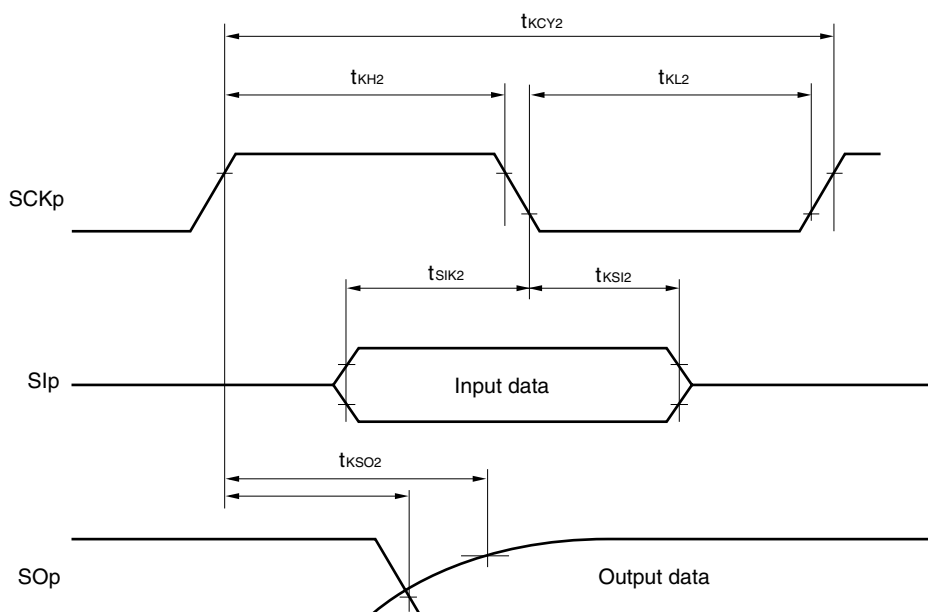 tKCY2
tKH2
tKL2
SCKp
tSIK2
tKSI2
SIp
Input data
tKSO2
SOp
Output data